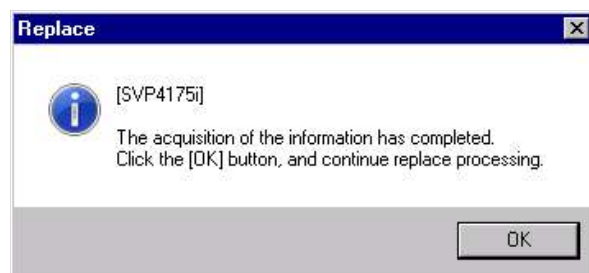 Replace
[SVP4175i]
The acquisition of the information has completed.
Click the [OK] button, and continue replace processing.
OK